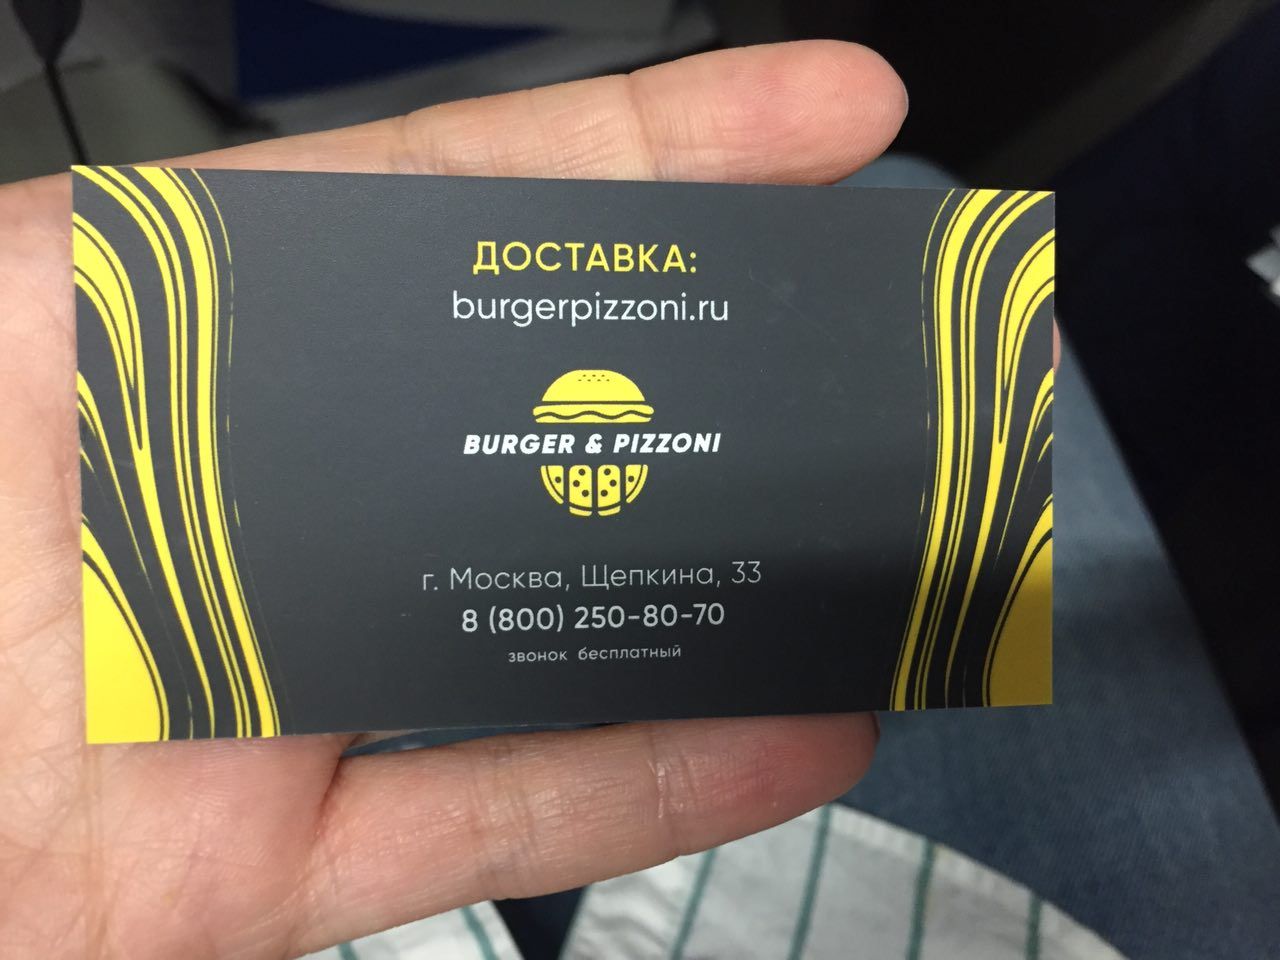 ДОСТАВКА:
burgerpizzoni.ru
BURGER & PIZZONI
г. Москва, Щепкина, 33
8 (800) 250-80-70
звонок бесплатный